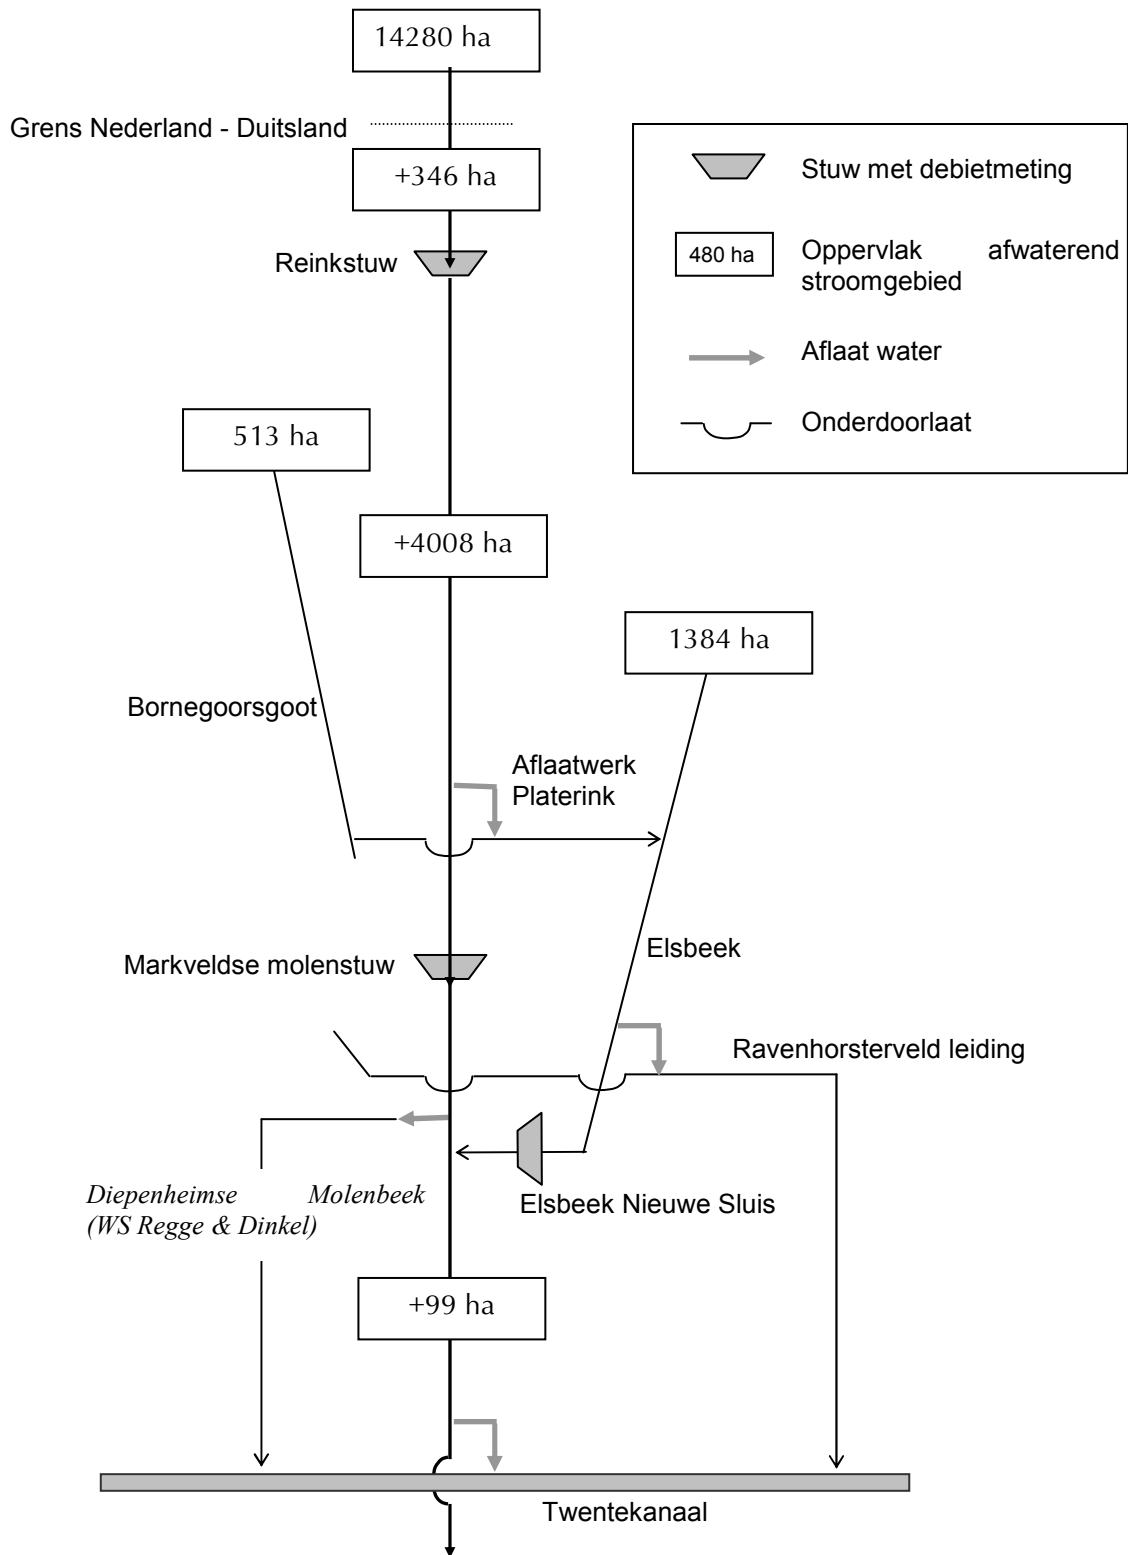 14280 ha
Grens Nederland - Duitsland
+346 ha
Reinkstuw
Stuw met debietmeting
480 ha
Oppervlak afwaterend
stroomgebied
Aflaat water
Onderdoorlaat
513 ha
+4008 ha
1384 ha
Bornegoorsgoot
Aflaatwerk
Platerink
Markveldse molenstuw
Elsbeek
Ravenhorsterveld leiding
Diepenheimse Molenbeek
(WS Regge & Dinkel)
Elsbeek Nieuwe Sluis
+99 ha
Twentekanaal